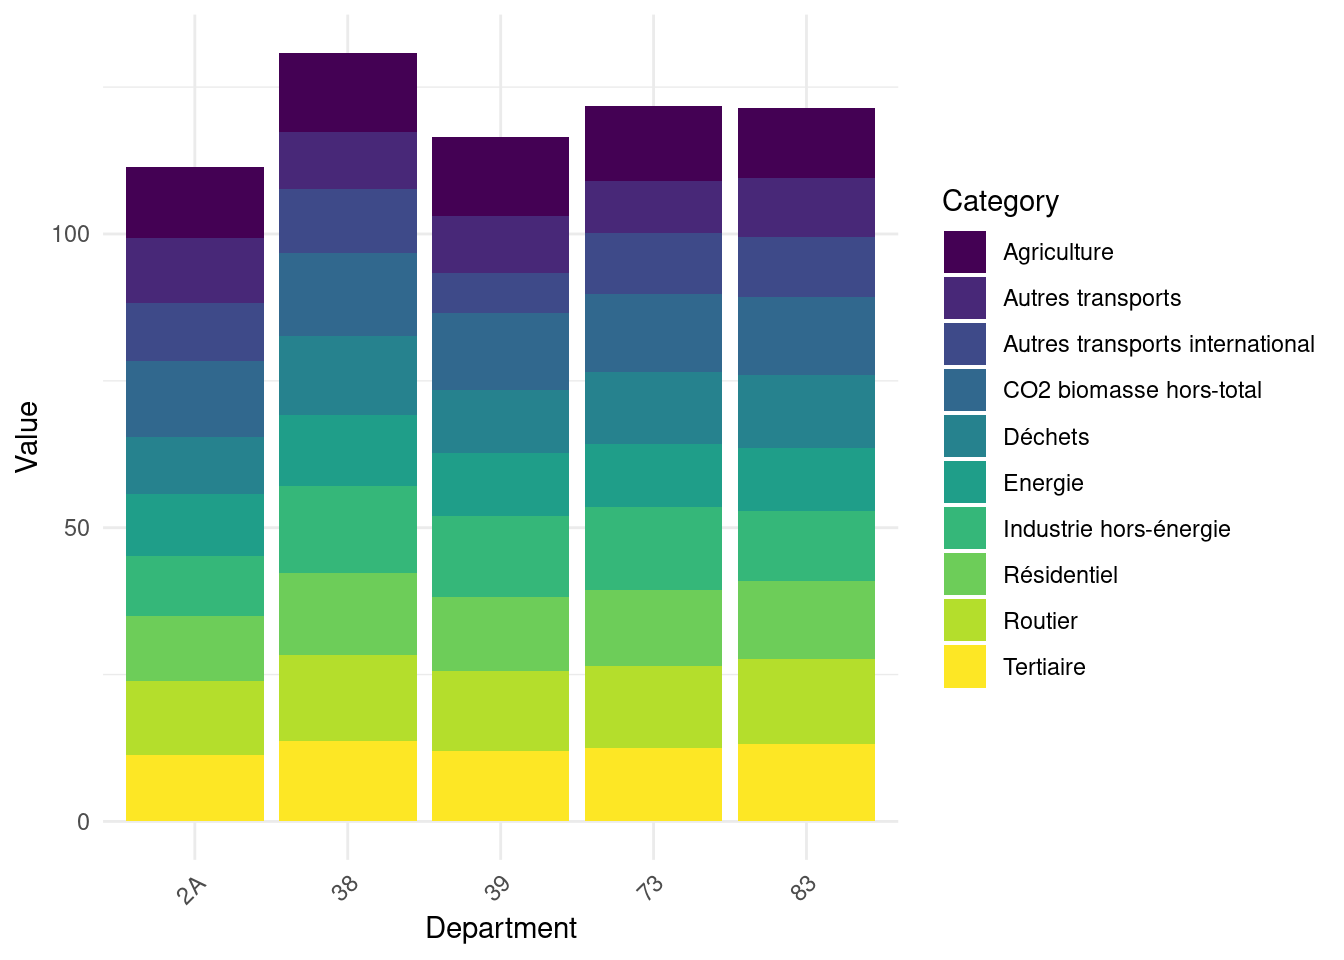 Value
100
50
0
2A
38
39
73
83
Department
Category
Agriculture
Autres transports
Autres transports international
CO2 biomasse hors-total
Déchets
Energie
Industrie hors-énergie
Résidentiel
Routier
Tertiaire